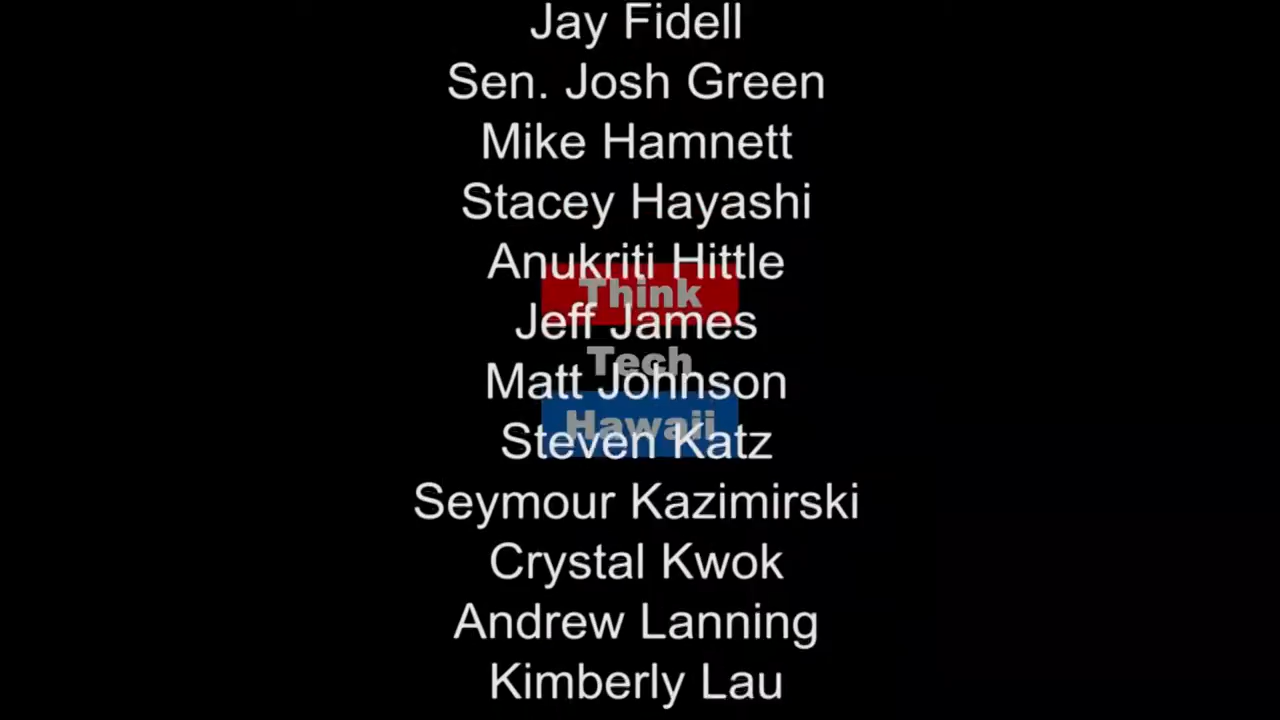 Jay Fidell
Sen. Josh Green
Mike Hamnett
Stacey Hayashi
Anukriti Hittle
Think
Jeff James
Tech
Matt Johnson
Hawaii
Steven Katz
Seymour Kazimirski
Crystal Kwok
Andrew Lanning
Kimberly Lau